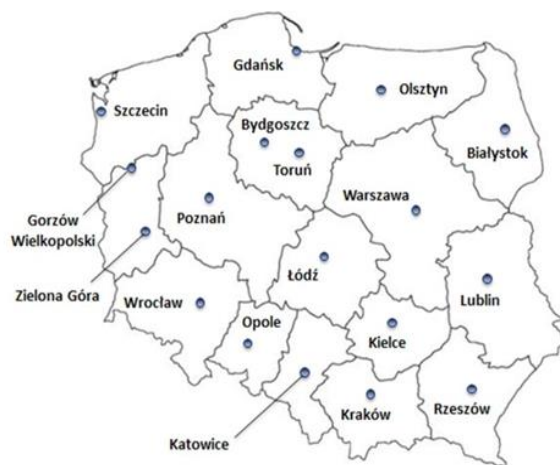 Gdańsk
Olsztyn
Szczecin
Bydgoszcz
Toruń
Białystok
Gorzów
Wielkopolski
Poznań
Warszawa
Zielona Góra
Łódź
Wrocław
Lublin
Opole
Kielce
Katowice
Kraków
Rzeszów